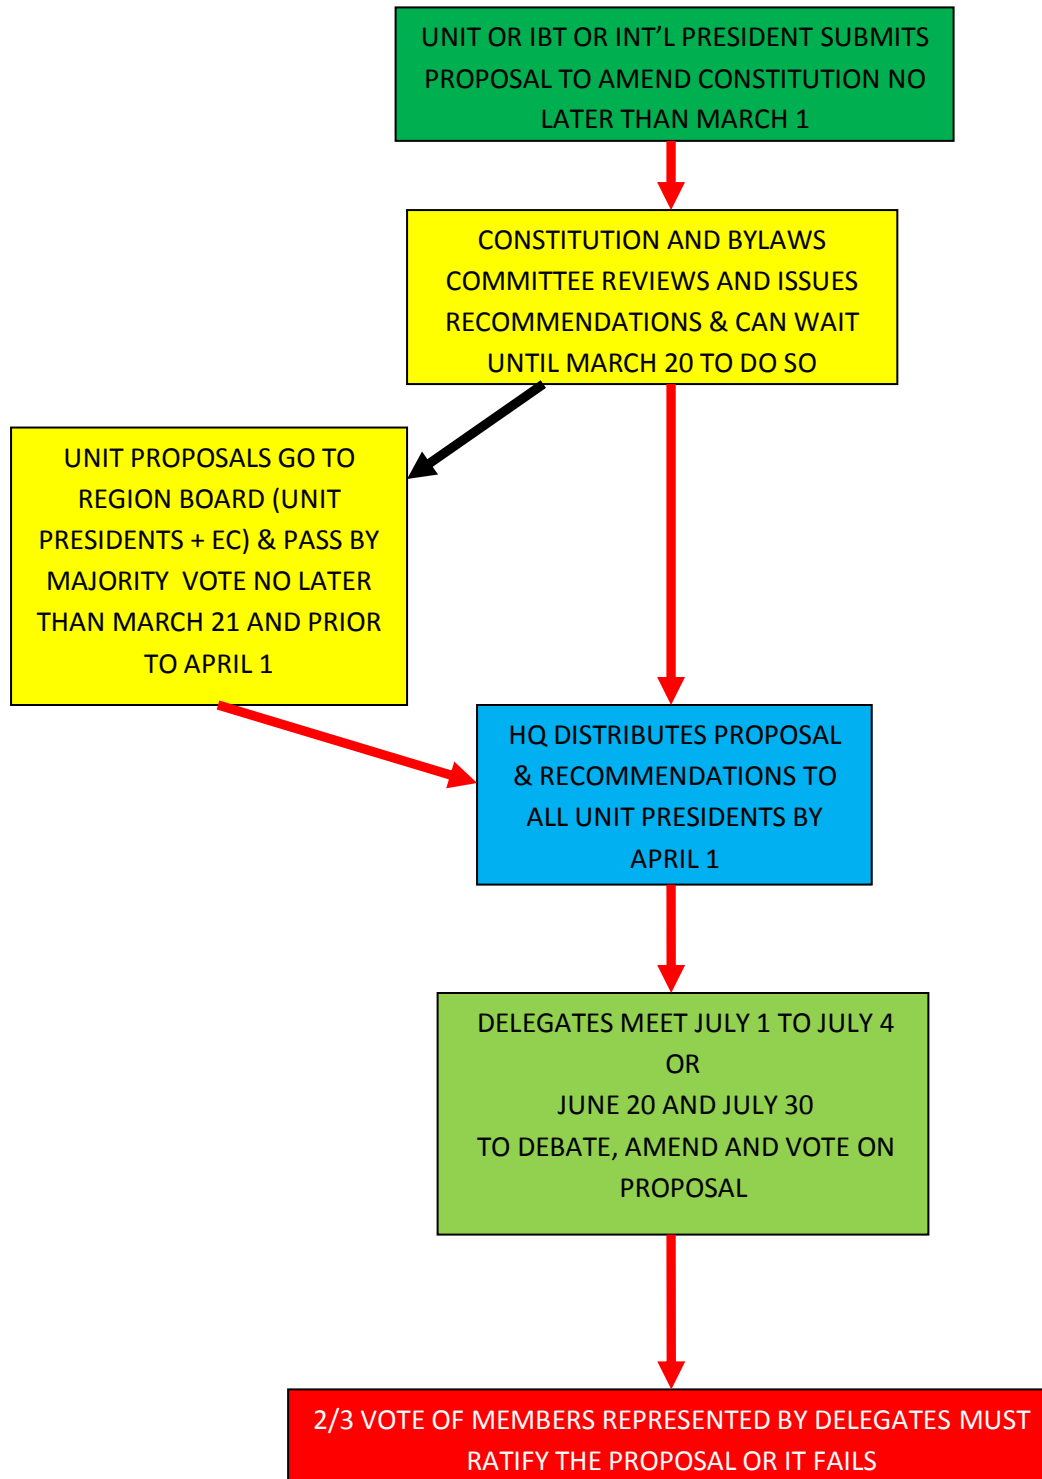 UNIT OR IBT OR INT’L PRESIDENT SUBMITS
PROPOSAL TO AMEND CONSTITUTION NO
LATER THAN MARCH 1
CONSTITUTION AND BYLAWS
COMMITTEE REVIEWS AND ISSUES
RECOMMENDATIONS & CAN WAIT
UNTIL MARCH 20 TO DO SO
UNIT PROPOSALS GO TO
REGION BOARD (UNIT
PRESIDENTS + EC) & PASS BY
MAJORITY VOTE NO LATER
THAN MARCH 21 AND PRIOR
TO APRIL 1
HQ DISTRIBUTES PROPOSAL
& RECOMMENDATIONS TO
ALL UNIT PRESIDENTS BY
APRIL 1
DELEGATES MEET JULY 1 TO JULY 4
OR
JUNE 20 AND JULY 30
TO DEBATE, AMEND AND VOTE ON
PROPOSAL
2/3 VOTE OF MEMBERS REPRESENTED BY DELEGATES MUST
RATIFY THE PROPOSAL OR IT FAILS